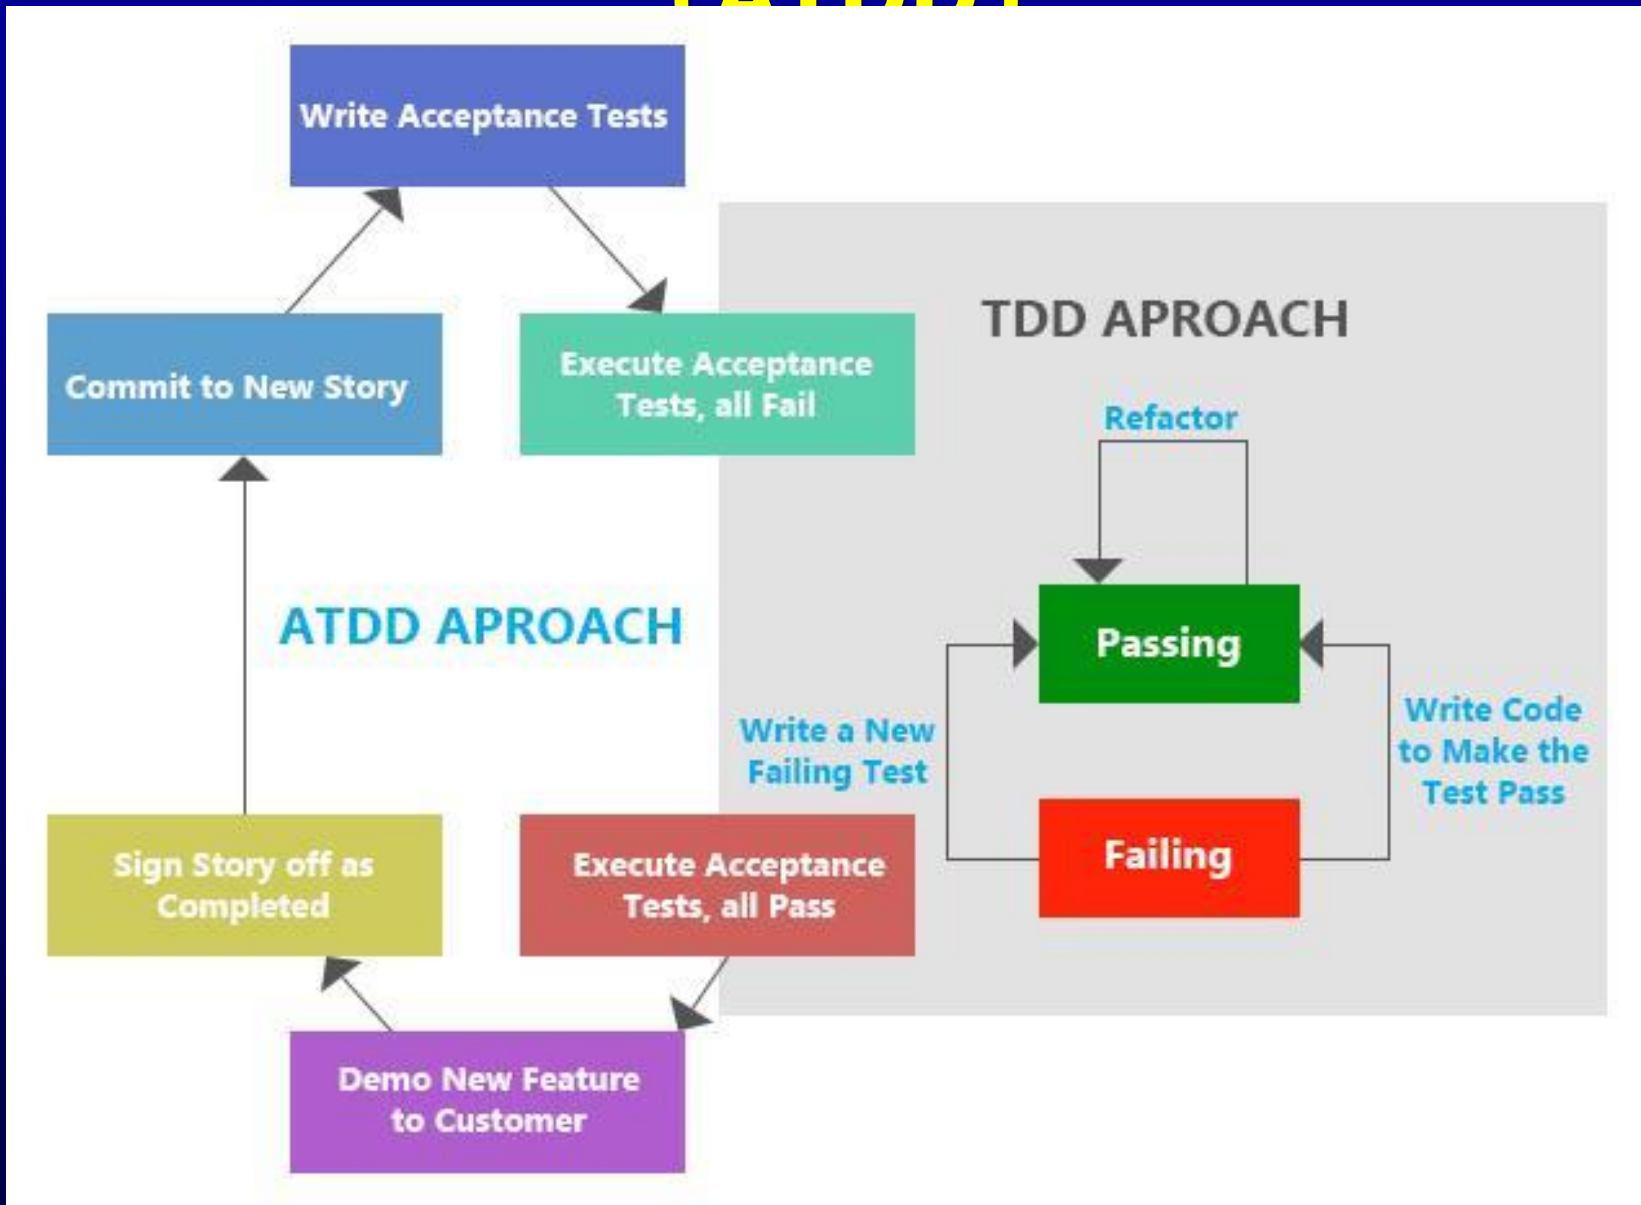 Write Acceptance Tests
Commit to New Story
Execute Acceptance
Tests, all Fail
TDD APROACH
Refactor
ATDD APROACH
Passing
Write a New
Failing Test
Write Code
to Make the
Test Pass
Failing
Sign Story off as
Completed
Execute Acceptance
Tests, all Pass
Demo New Feature
to Customer